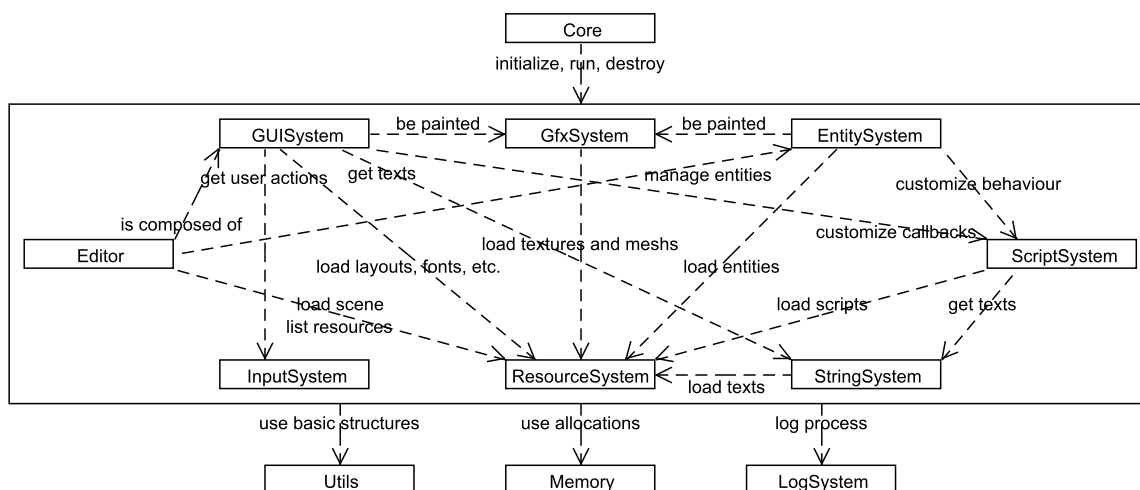 Core
initialize, run, destroy
GUISystem
be painted
GfxSystem
be painted
EntitySystem
get user actions
get texts
manage entities
customize behaviour
is composed of
customize callbacks
Editor
load textures and meshs
ScriptSystem
load layouts, fonts, etc.
load entities
load scene
list resources
load scripts
get texts
InputSystem
ResourceSystem
load texts
StringSystem
use basic structures
use allocations
log process
Utils
Memory
LogSystem